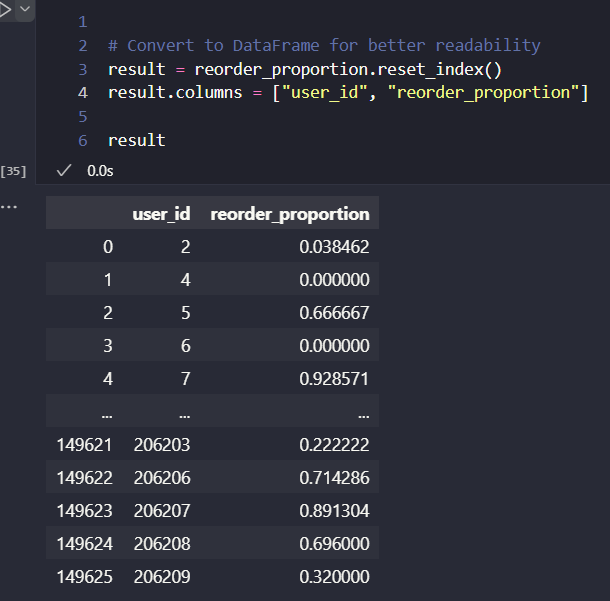 1
2 # Convert to DataFrame for better readability
3 result = reorder_proportion.reset_index()
4 result.columns = ["user_id", "reorder_proportion"]
5
6 result
[35] ✓ 0.0s
...
user_id reorder_proportion
0 2 0.038462
1 4 0.000000
2 5 0.666667
3 6 0.000000
4 7 0.928571
... ... ...
149621 206203 0.222222
149622 206206 0.714286
149623 206207 0.891304
149624 206208 0.696000
149625 206209 0.320000